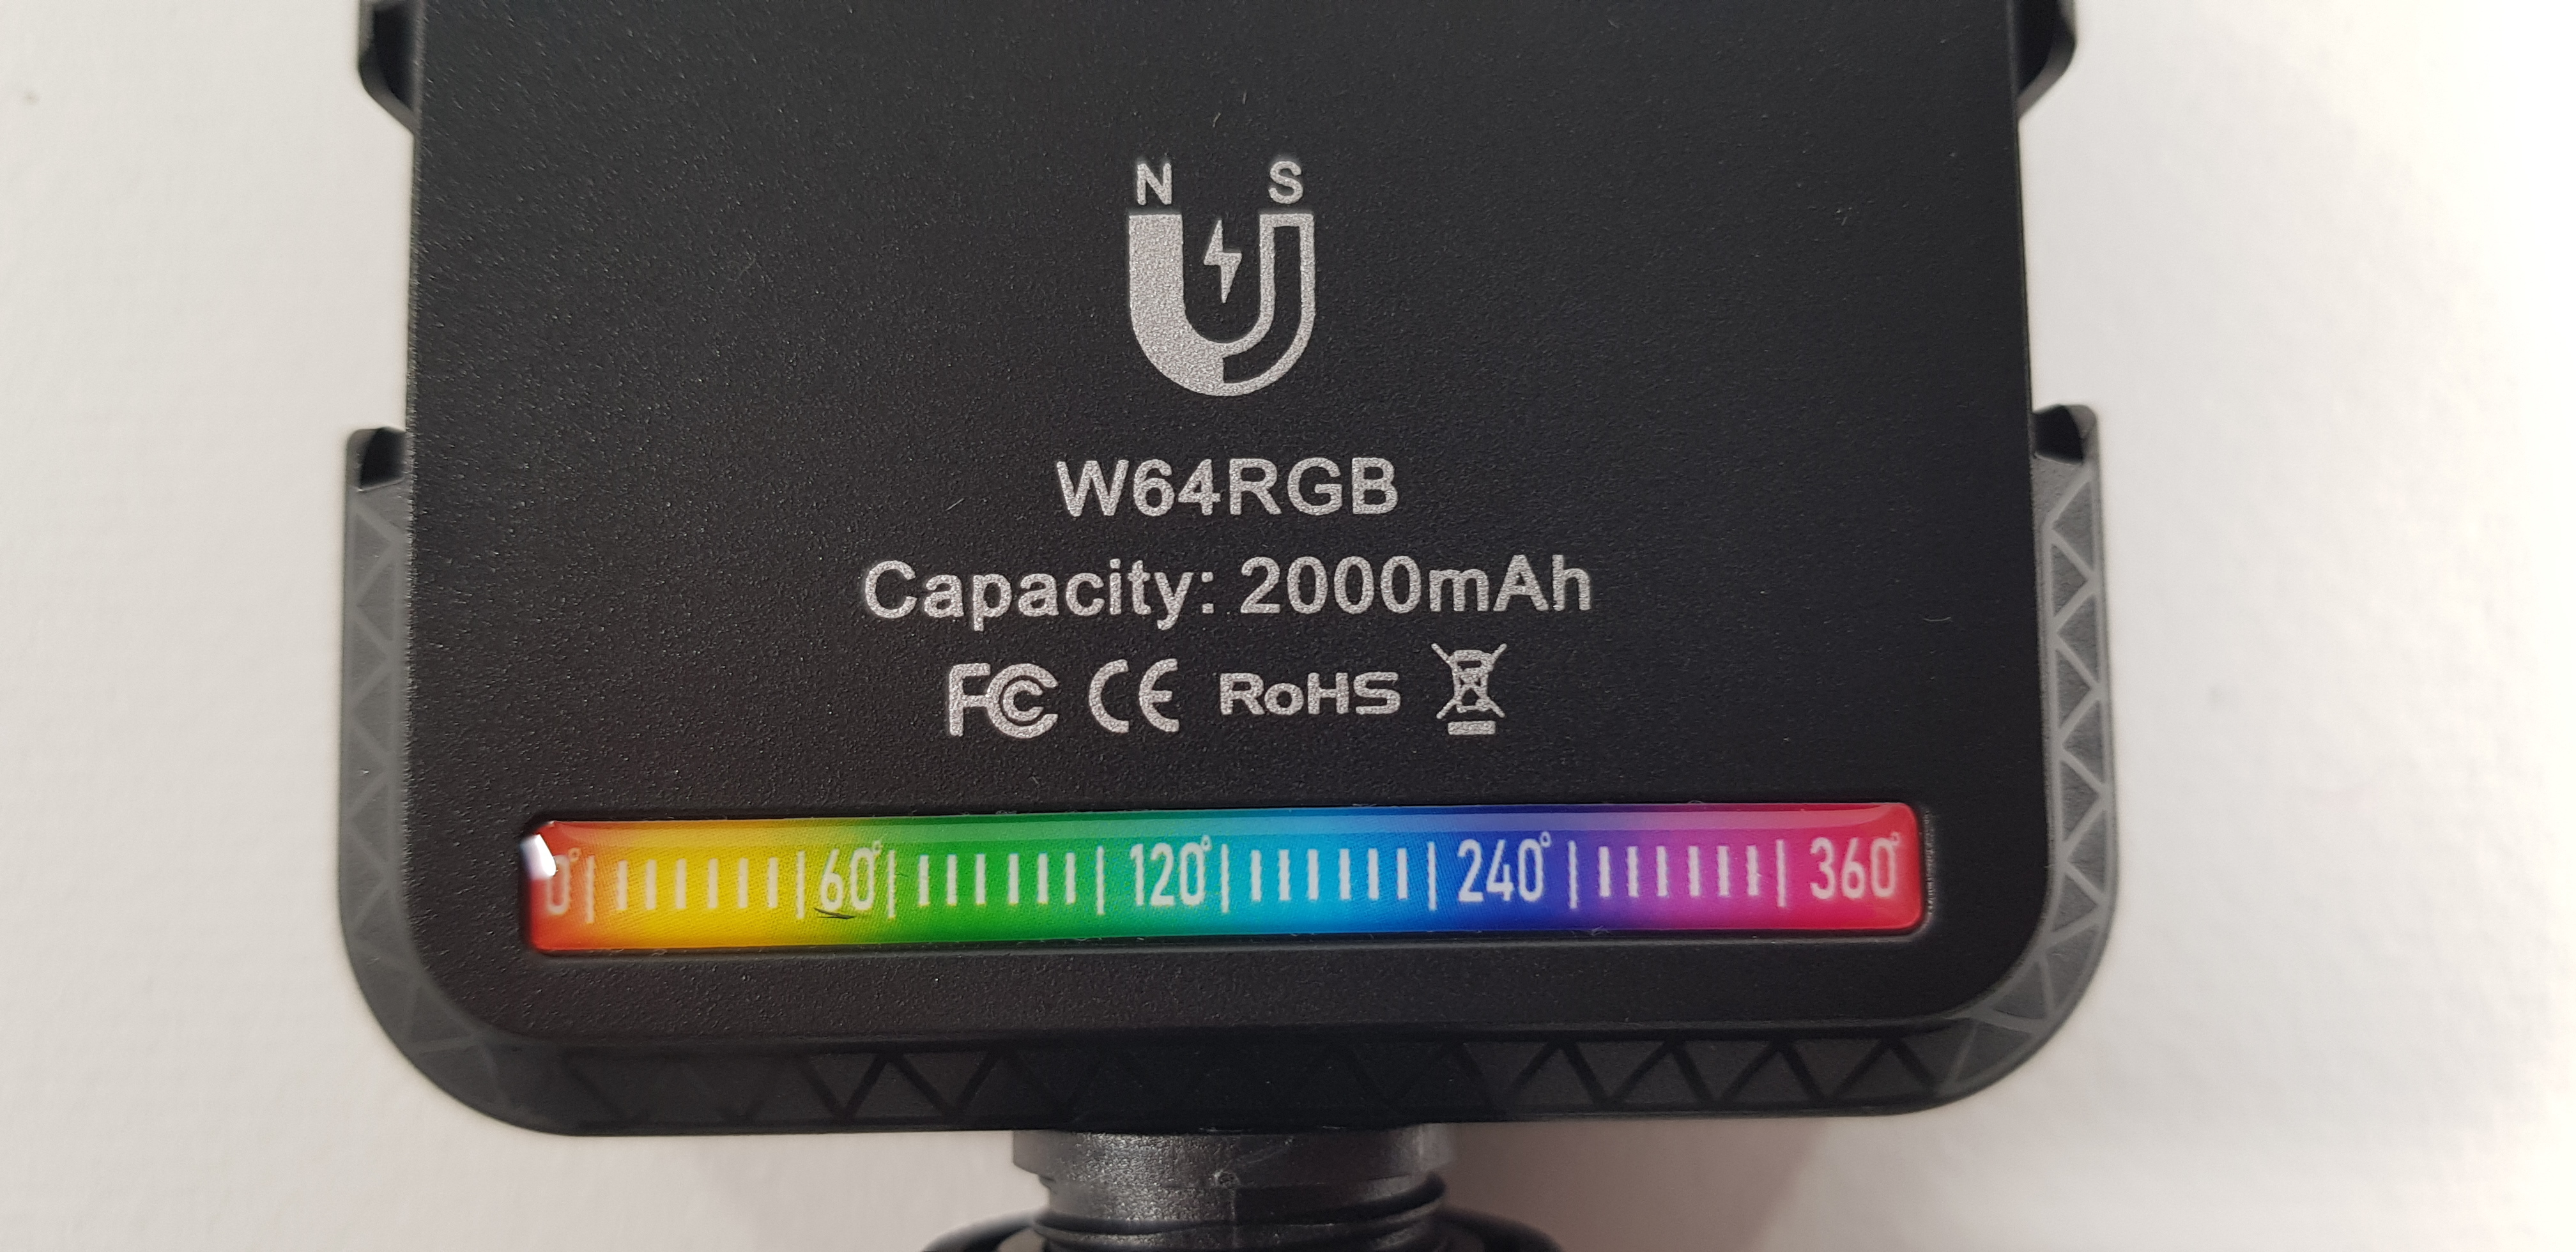 N S
W64RGB
Capacity: 2000mAh
FC CE RoHS
0° 60° 120° 240° 360°